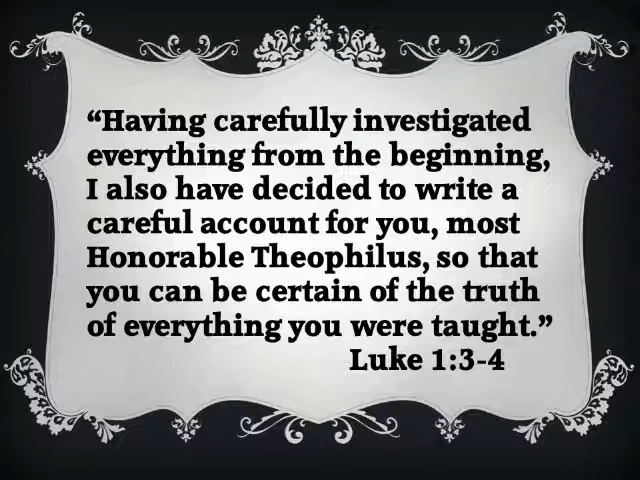 “Having carefully investigated
everything from the beginning,
I also have decided to write a
careful account for you, most
Honorable Theophilus, so that
you can be certain of the truth
of everything you were taught.”
Luke 1:3-4